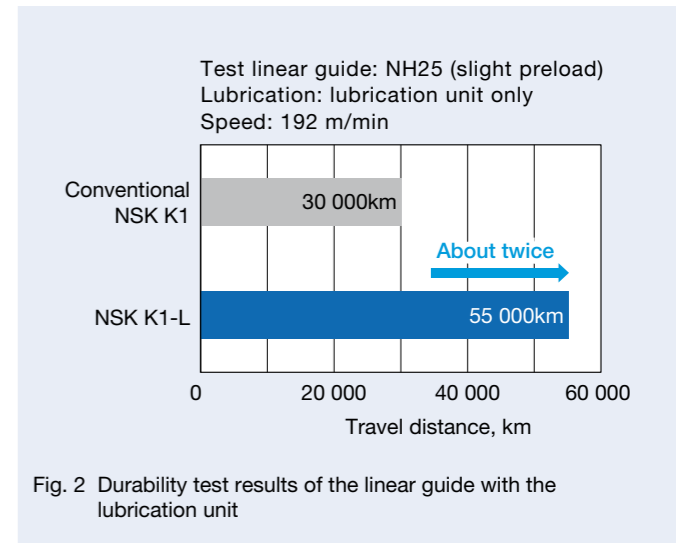 Test linear guide: NH25 (slight preload)
Lubrication: lubrication unit only
Speed: 192 m/min
Conventional
NSK K1
30 000km
About twice
NSK K1-L
55 000km
0 20 000 40 000 60 000
Travel distance, km
Fig. 2 Durability test results of the linear guide with the
lubrication unit